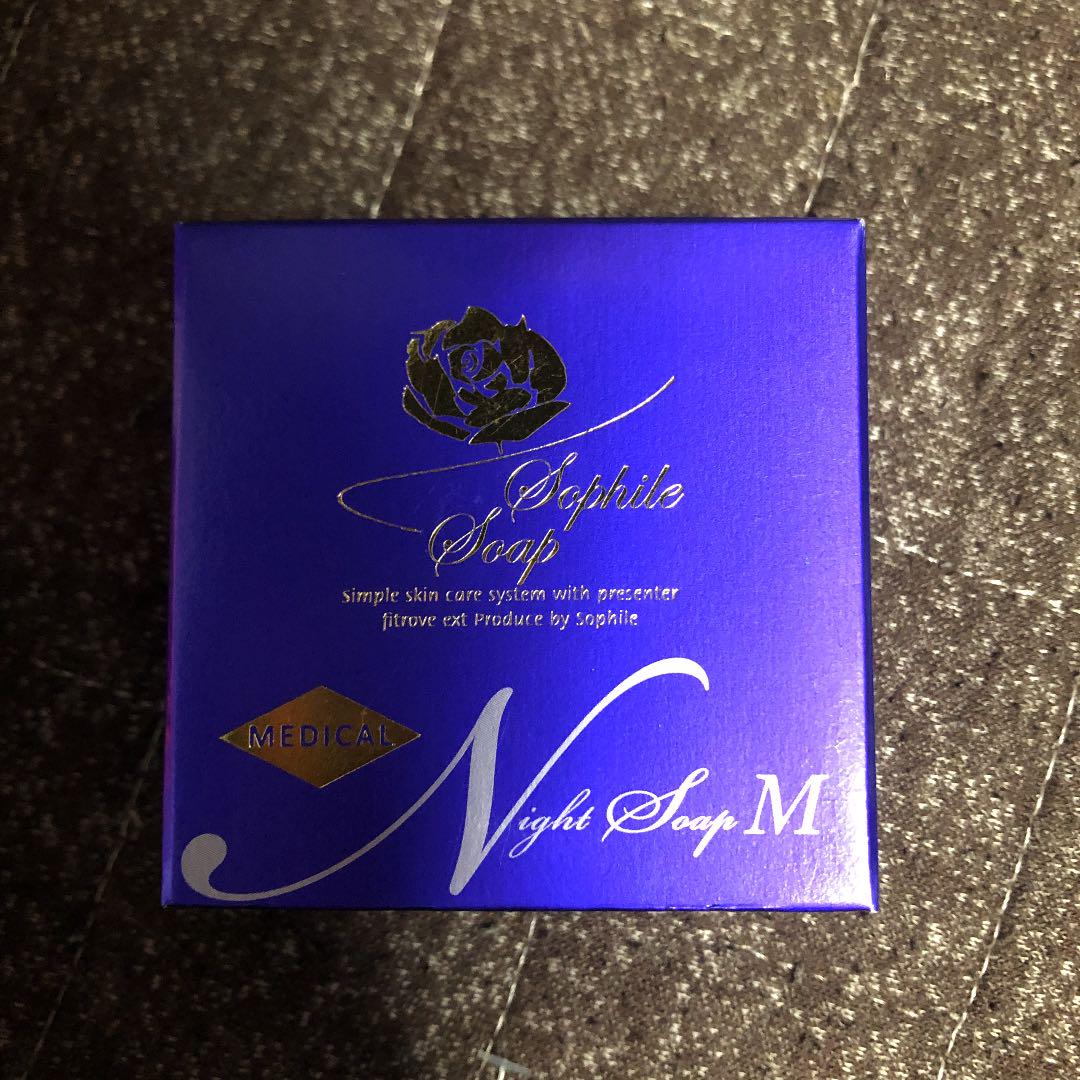 Sophile
Soap
Simple skin care system with presenter
fitrove ext Produce by Sophile
MEDICAL
Night Soap M